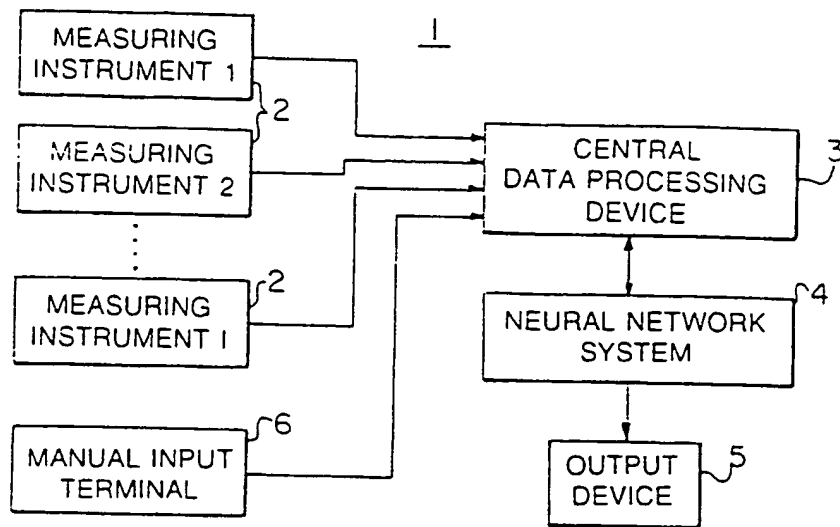 1
MEASURING
INSTRUMENT 1
2
MEASURING
INSTRUMENT 2
MEASURING
INSTRUMENT I
2
MANUAL INPUT
TERMINAL
6
CENTRAL
DATA PROCESSING
DEVICE
3
NEURAL NETWORK
SYSTEM
4
OUTPUT
DEVICE
5